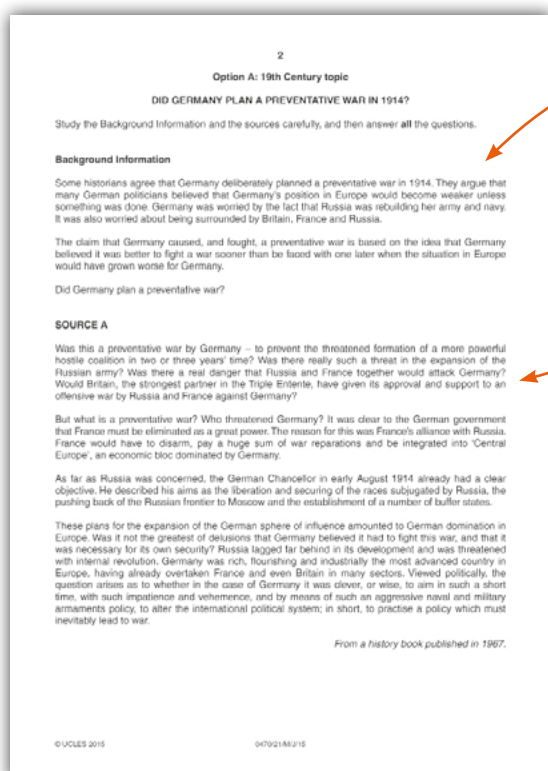 2
Option A: 19th Century topic
DID GERMANY PLAN A PREVENTATIVE WAR IN 1914?
Study the Background Information and the sources carefully, and then answer all the questions.
Background Information
Some historians agree that Germany deliberately planned a preventative war in 1914. They argue that
many German politicians believed that Germany's position in Europe would become weaker unless
something was done. Germany was worried by the fact that Russia was rebuilding her army and navy.
It was also worried about being surrounded by Britain, France and Russia.
The claim that Germany caused, and fought, a preventative war is based on the idea that Germany
believed it was better to fight a war sooner than be faced with one later when the situation in Europe
would have grown worse for Germany.
Did Germany plan a preventative war?
SOURCE A
Was this a preventative war by Germany – to prevent the threatened formation of a more powerful
hostile coalition in two or three years' time? Was there really such a threat in the expansion of the
Russian army? Was there a real danger that Russia and France together would attack Germany?
Would Britain, the strongest partner in the Triple Entente, have given its approval and support to an
offensive war by Russia and France against Germany?
But what is a preventative war? Who threatened Germany? It was clear to the German government
that France must be eliminated as a great power. The reason for this was France's alliance with Russia.
France would have to disarm, pay a huge sum of war reparations and be integrated into 'Central
Europe', an economic bloc dominated by Germany.
As far as Russia was concerned, the German Chancellor in early August 1914 already had a clear
objective. He described his aims as the liberation and securing of the races subjugated by Russia, the
pushing back of the Russian frontier to Moscow and the establishment of a number of buffer states.
These plans for the expansion of the German sphere of influence amounted to German domination in
Europe. Was it not the greatest of delusions that Germany believed it had to fight this war, and that it
was necessary for its own security? Russia lagged far behind in its development and was threatened
with internal revolution. Germany was rich, flourishing and industrially the most advanced country in
Europe, having already overtaken France and even Britain in many sectors. Viewed politically, the
question arises as to whether in the case of Germany it was clever, or wise, to aim in such a short
time, with such impatience and vehemence, and by means of such an aggressive naval and military
armaments policy, to alter the international political system; in short, to practise a policy which must
inevitably lead to war.
From a history book published in 1967.
© UCLES 2015
0470/21/M/J/15